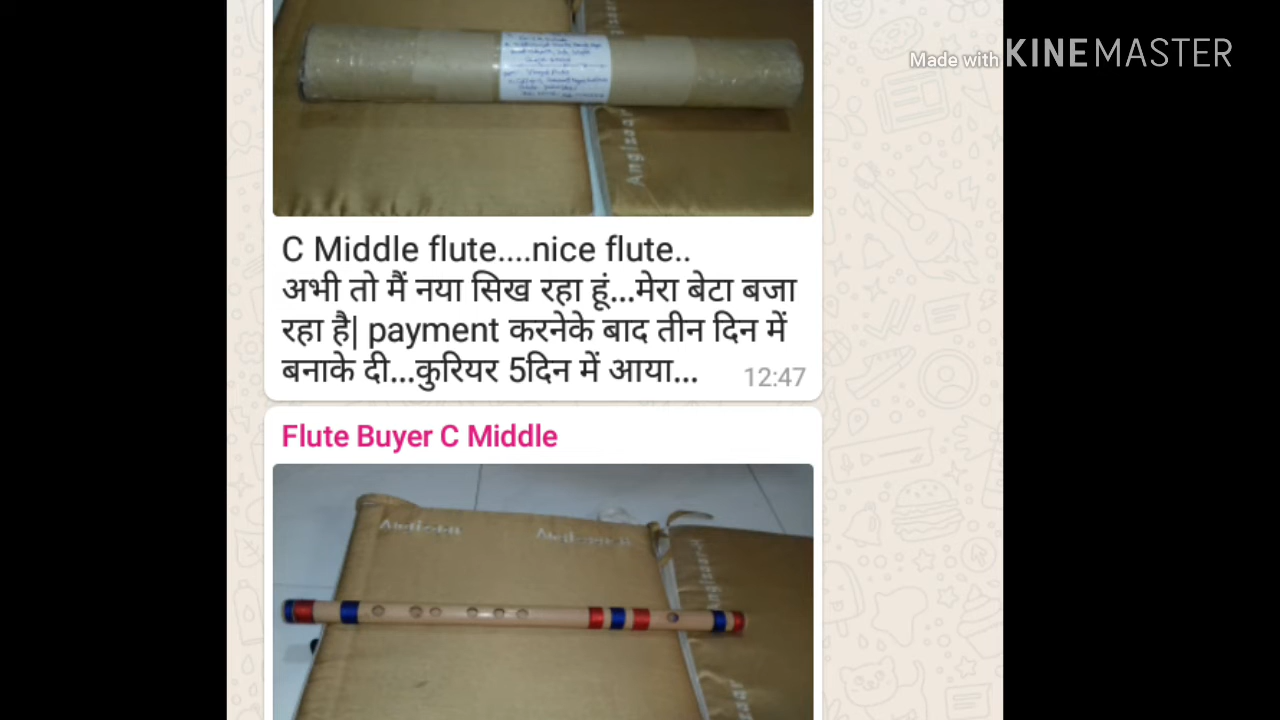 Made with KINEMASTER
Anglzaar
C Middle flute....nice flute..
अभी तो मैं नया सिख रहा हूं...मेरा बेटा बजा
रहा है| payment करनेके बाद तीन दिन में
बनाके दी...कुरियर 5दिन में आया...
12:47
Flute Buyer C Middle